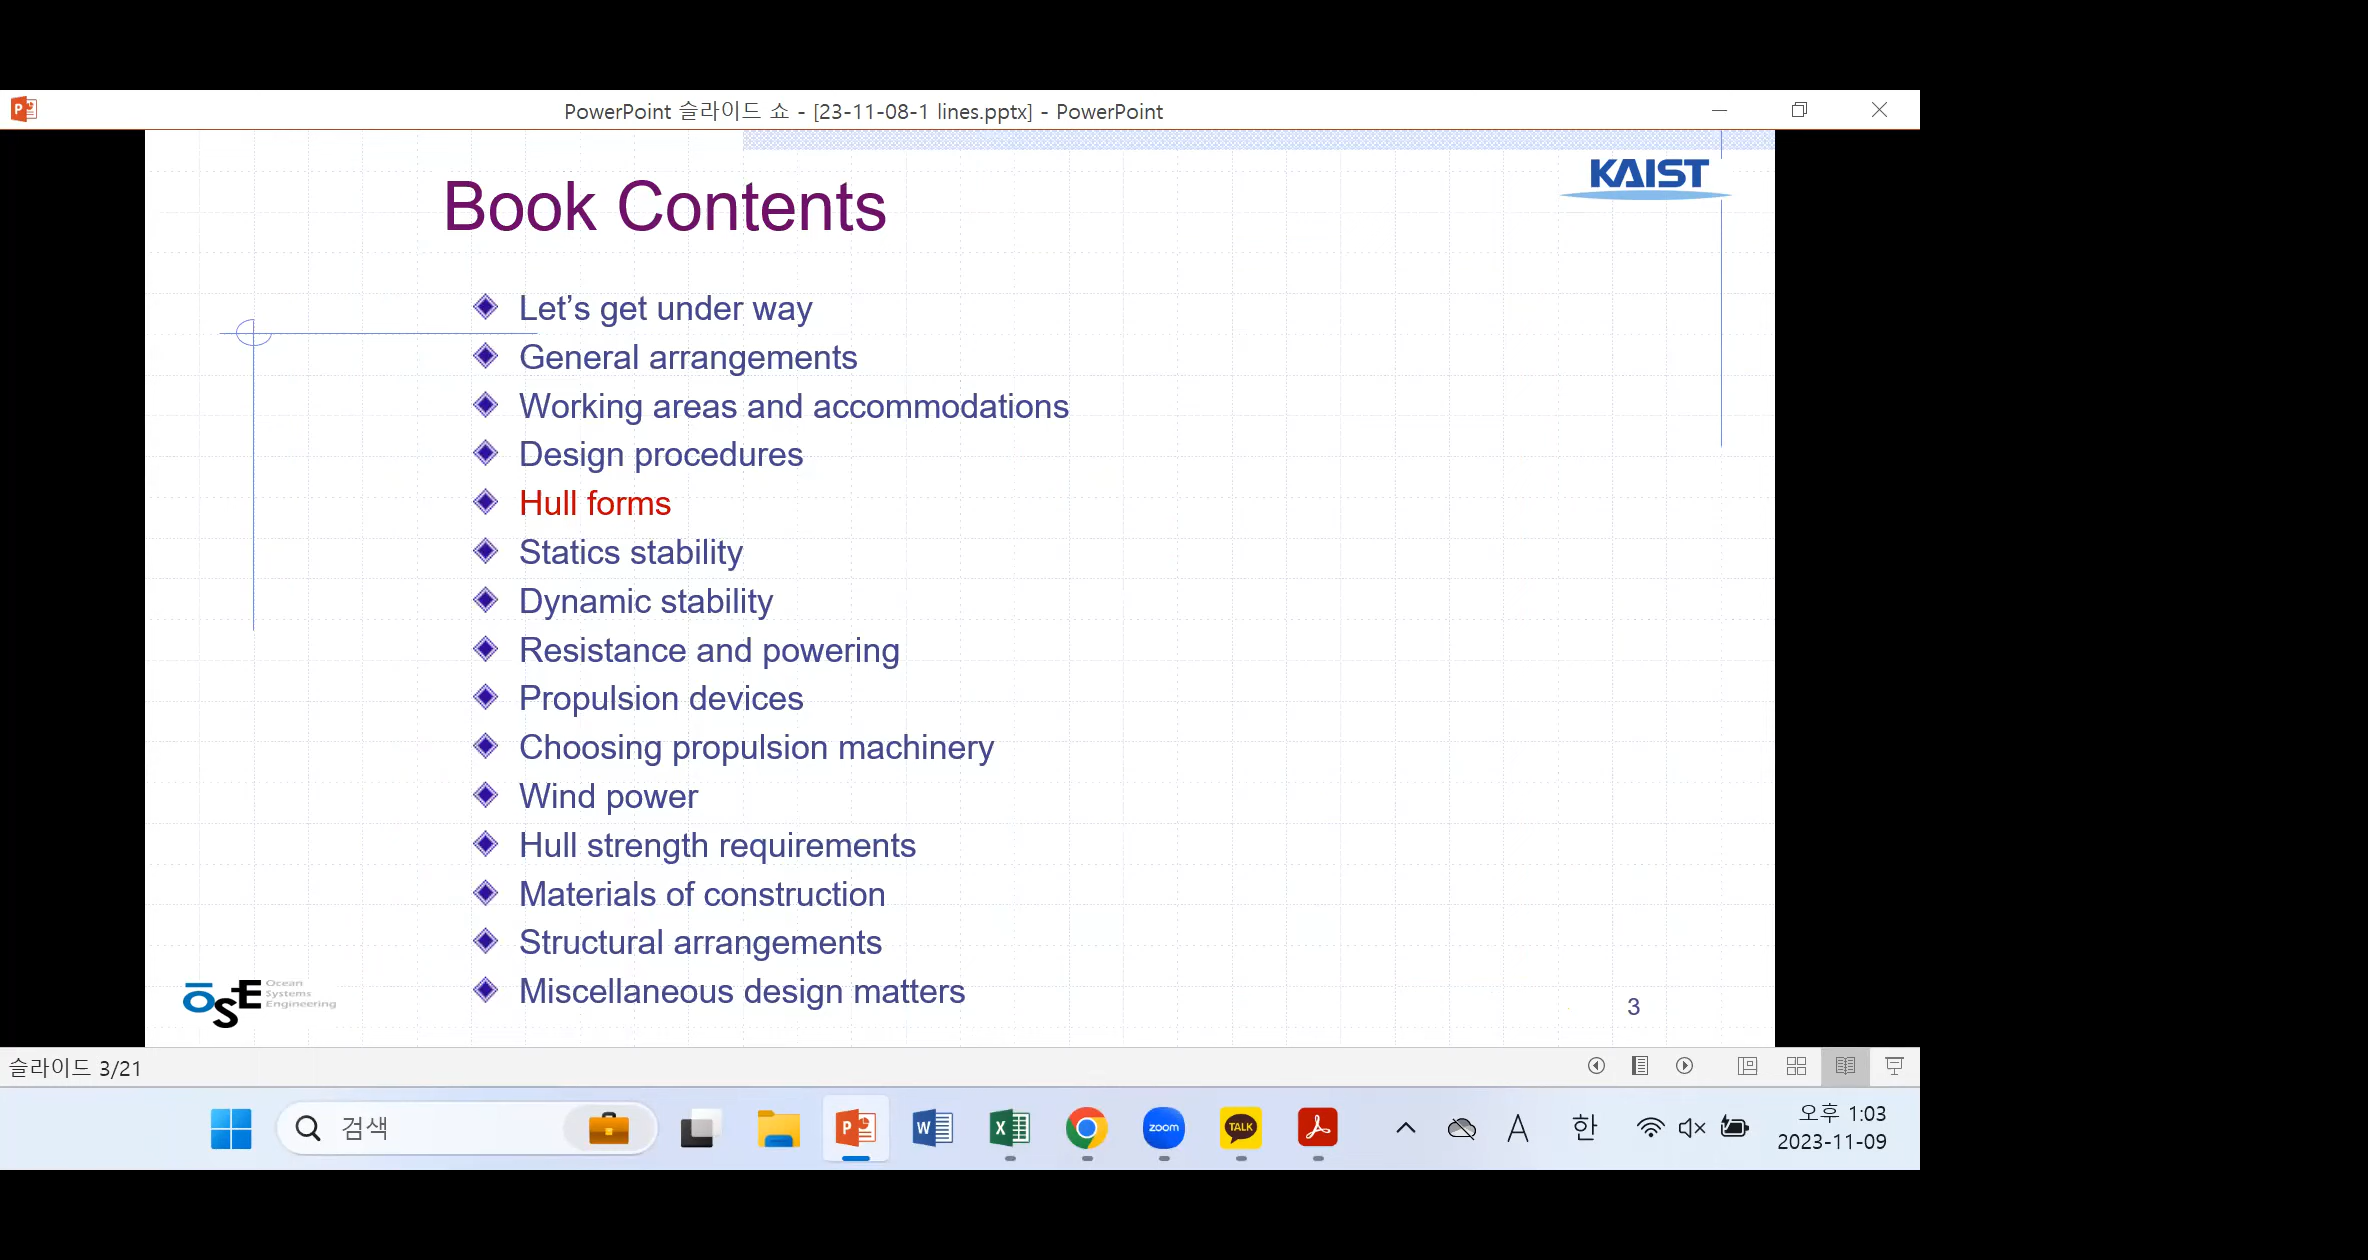 PowerPoint 슬라이드 쇼 - [23-11-08-1 lines.pptx] - PowerPoint
KAIST
Book Contents
Let’s get under way
General arrangements
Working areas and accommodations
Design procedures
Hull forms
Statics stability
Dynamic stability
Resistance and powering
Propulsion devices
Choosing propulsion machinery
Wind power
Hull strength requirements
Materials of construction
Structural arrangements
Miscellaneous design matters
ŌSE
Ocean
Systems
Engineering
3
슬라이드 3/21
검색
zoom
TALK
A
한
오후 1:03
2023-11-09